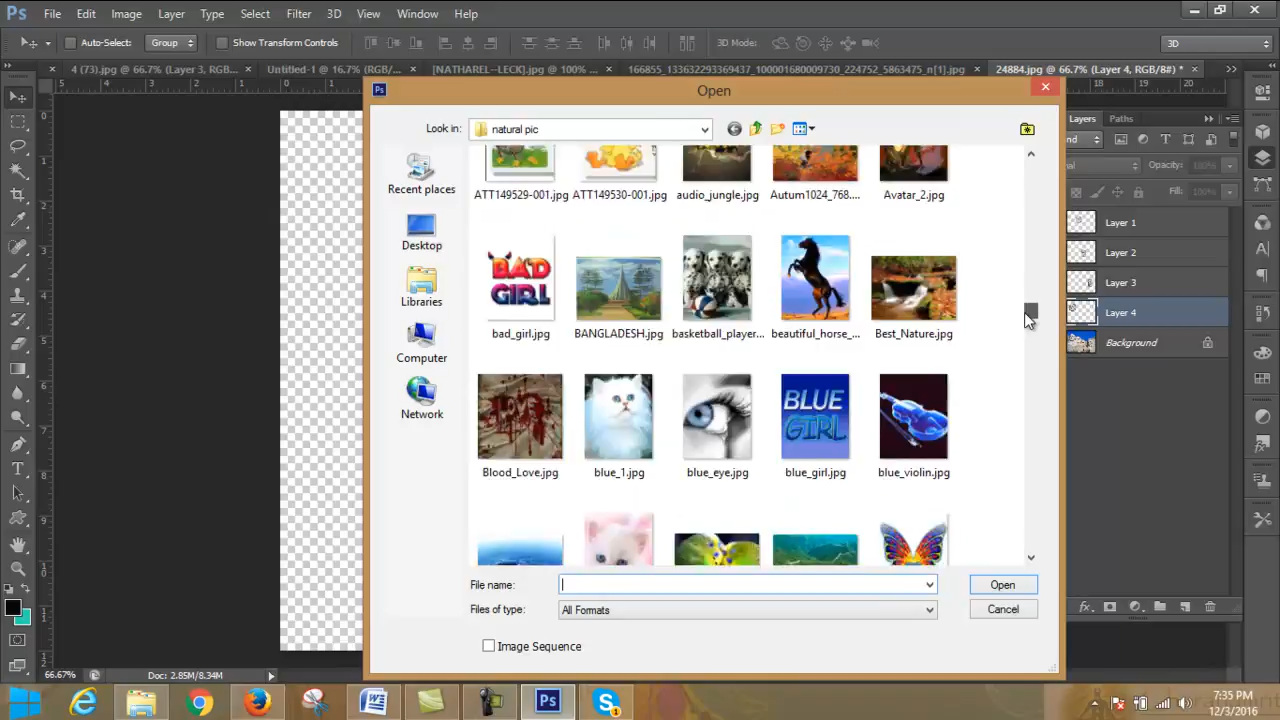 Ps File Edit Image Layer Type Select Filter 3D View Window Help
Auto-Select: Group Show Transform Controls 3D Mode: 3D
4 (73).jpg @ 66.7% (Layer 3, RGB... × Untitled-1 @ 16.7% (RGB/... × [NATHAREL--LECK].jpg @ 100% ... × 166855_133632293369437_100001680009730_224752_5863475_n[1].jpg × 24884.jpg @ 66.7% (Layer 4, RGB/8#) * ×
Open
Look in: natural pic
Recent places
Desktop
Libraries
Computer
Network
ATT149529-001.jpg ATT149530-001.jpg audio_jungle.jpg Autum1024_768.... Avatar_2.jpg
BAD GIRL
bad_girl.jpg BANGLADESH.jpg basketball_player... beautiful_horse_... Best_Nature.jpg
BLUE
GIRL
Blood_Love.jpg blue_1.jpg blue_eye.jpg blue_girl.jpg blue_violin.jpg
File name: Open
Files of type: All Formats Cancel
Image Sequence
Layers Paths
Opacity: 100%
Fill: 100%
Layer 1
Layer 2
Layer 3
Layer 4
Background
66.67% Doc: 2.85M/8.34M
7:35 PM
12/3/2016